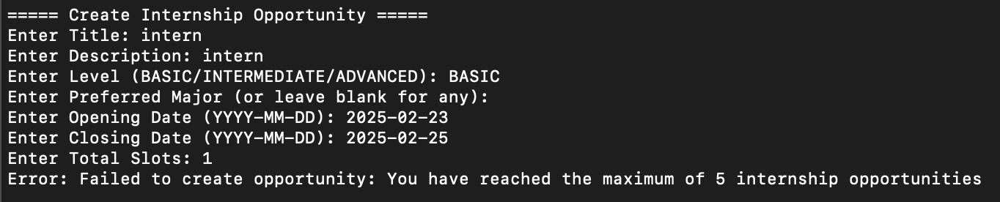 ===== Create Internship Opportunity =====
Enter Title: intern
Enter Description: intern
Enter Level (BASIC/INTERMEDIATE/ADVANCED): BASIC
Enter Preferred Major (or leave blank for any):
Enter Opening Date (YYYY-MM-DD): 2025-02-23
Enter Closing Date (YYYY-MM-DD): 2025-02-25
Enter Total Slots: 1
Error: Failed to create opportunity: You have reached the maximum of 5 internship opportunities